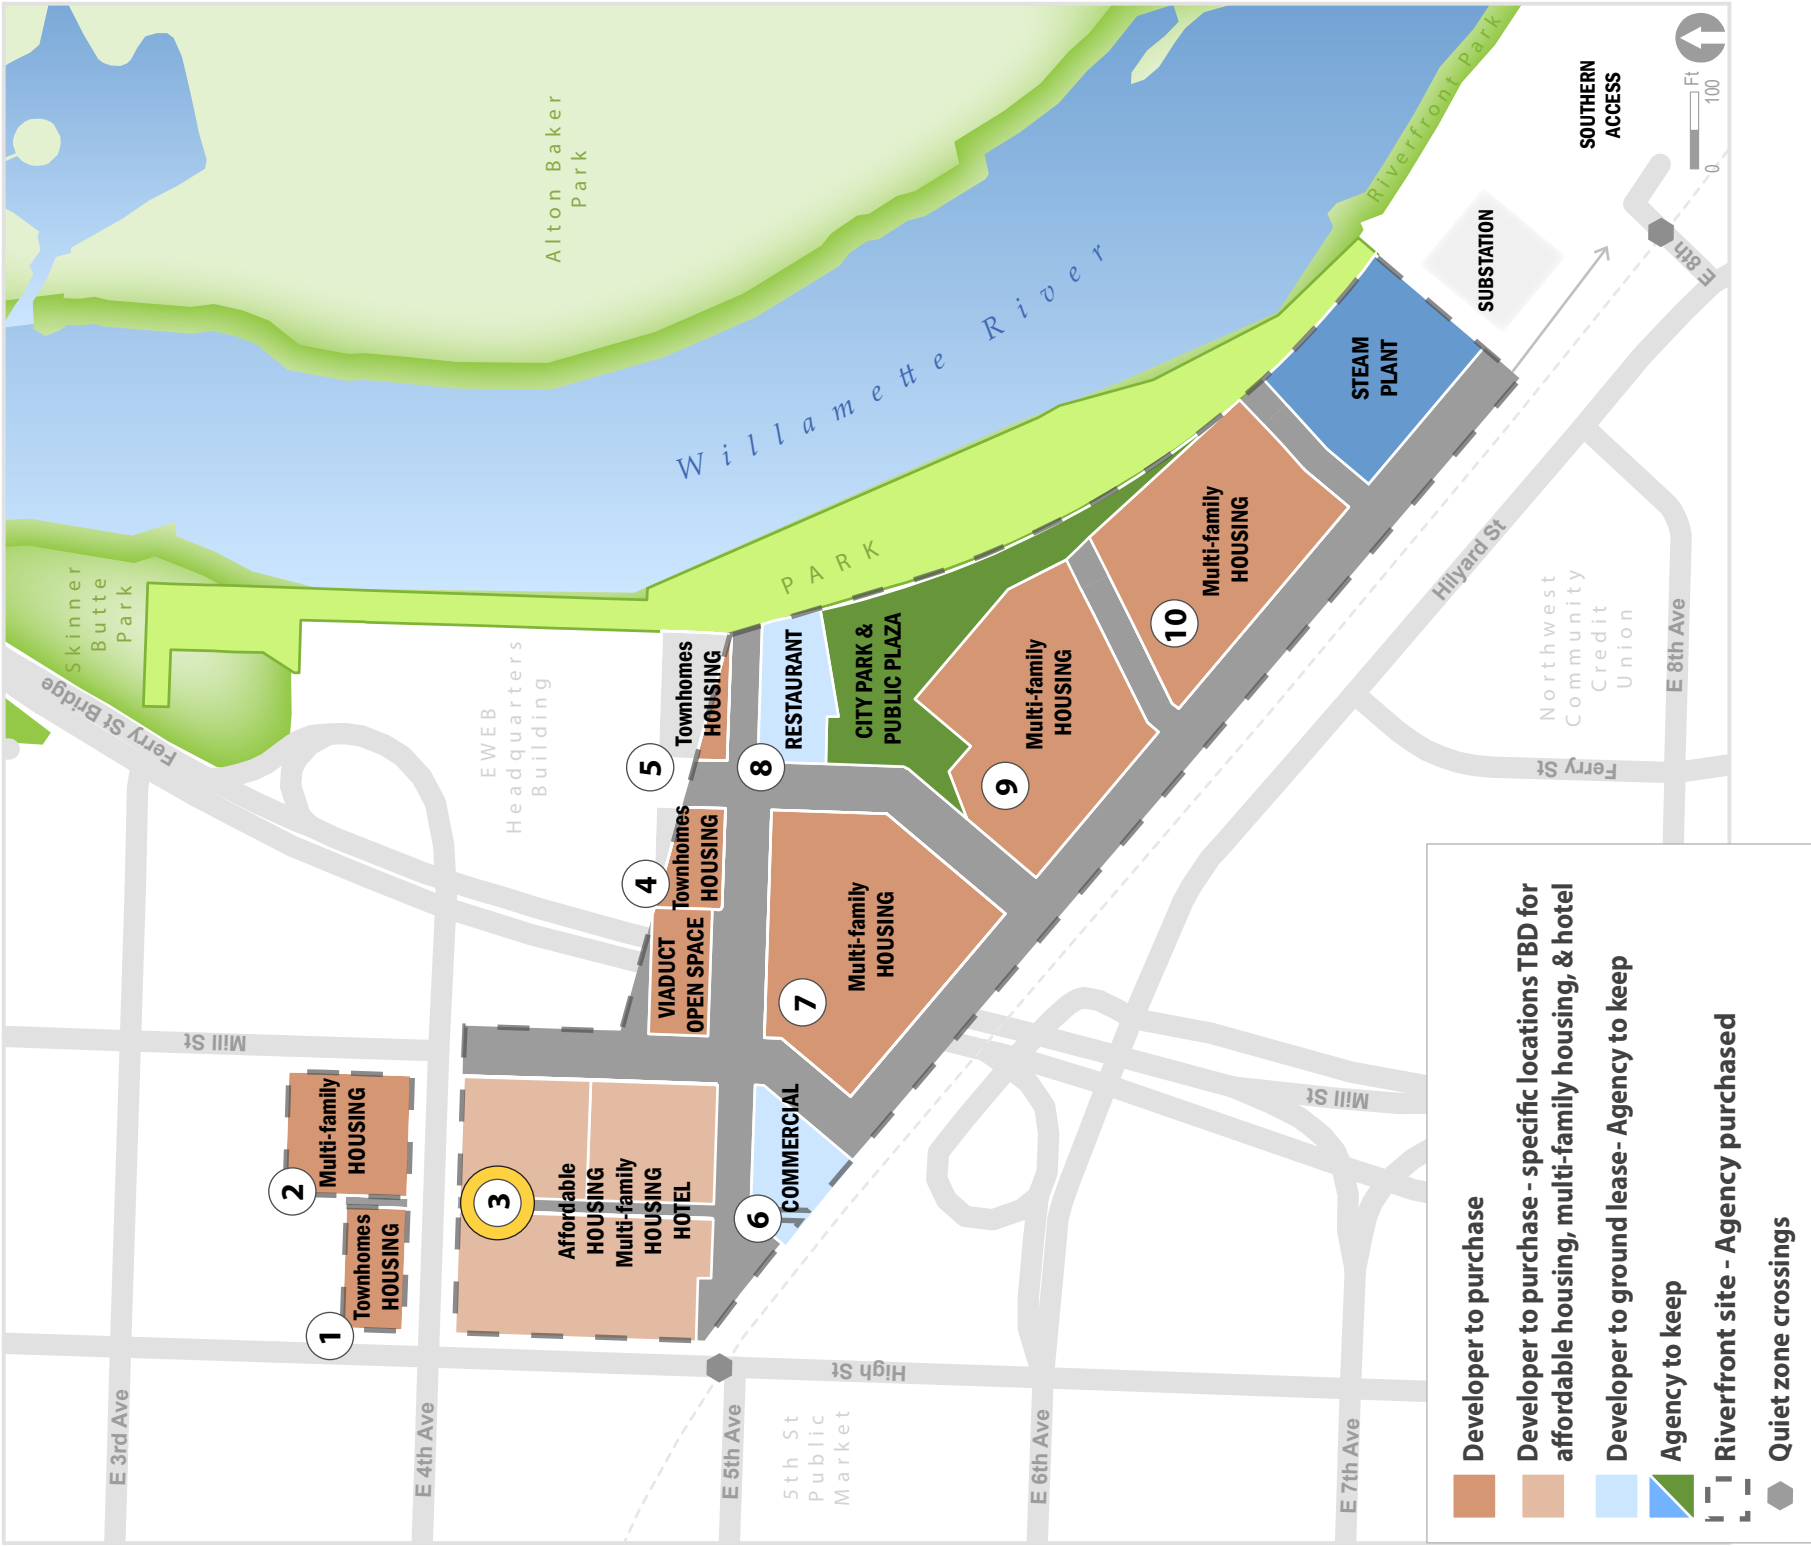 Skinner
Butte
Park
Alton Baker
Park
Willamette River
Riverfront Park
PARK
Ferry St Bridge
EWEB
Headquarters
Building
E 3rd Ave
E 4th Ave
E 5th Ave
E 6th Ave
E 7th Ave
E 8th Ave
E 8th
High St
Mill St
Mill St
Ferry St
Hilyard St
5th St
Public
Market
Northwest
Community
Credit
Union
1
Townhomes
HOUSING
2
Multi-family
HOUSING
3
Affordable
HOUSING
Multi-family
HOUSING
HOTEL
VIADUCT
OPEN SPACE
4
Townhomes
HOUSING
5
Townhomes
HOUSING
6
COMMERCIAL
7
Multi-family
HOUSING
8
RESTAURANT
CITY PARK &
PUBLIC PLAZA
9
Multi-family
HOUSING
10
Multi-family
HOUSING
STEAM
PLANT
SUBSTATION
SOUTHERN
ACCESS
0 100
Ft
Developer to purchase
Developer to purchase - specific locations TBD for
affordable housing, multi-family housing, & hotel
Developer to ground lease- Agency to keep
Agency to keep
Riverfront site - Agency purchased
Quiet zone crossings